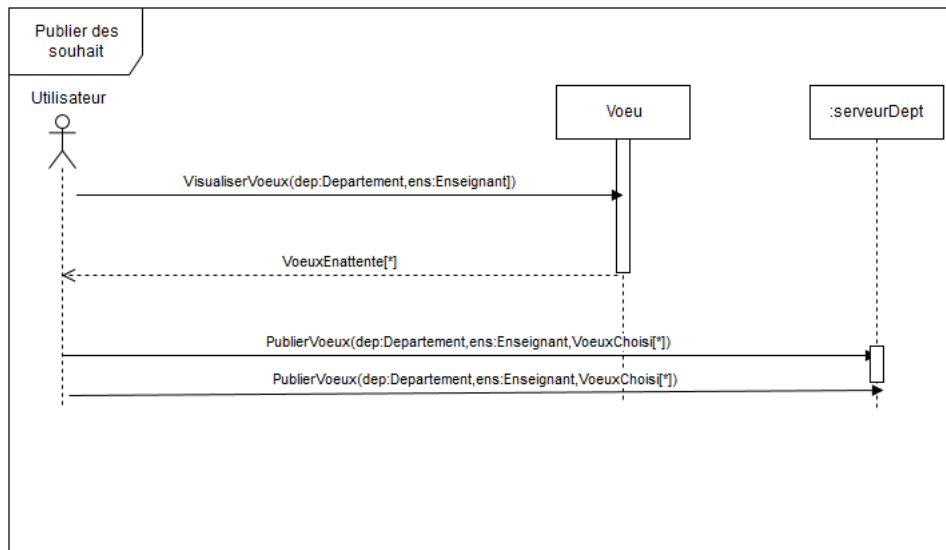 Publier des
souhait
Utilisateur
Voeu
:serveurDept
VisualiserVoeux(dep:Departement,ens:Enseignant])
VoeuxEnattente[*]
PublierVoeux(dep:Departement,ens:Enseignant,VoeuxChoisi[*])
PublierVoeux(dep:Departement,ens:Enseignant,VoeuxChoisi[*])